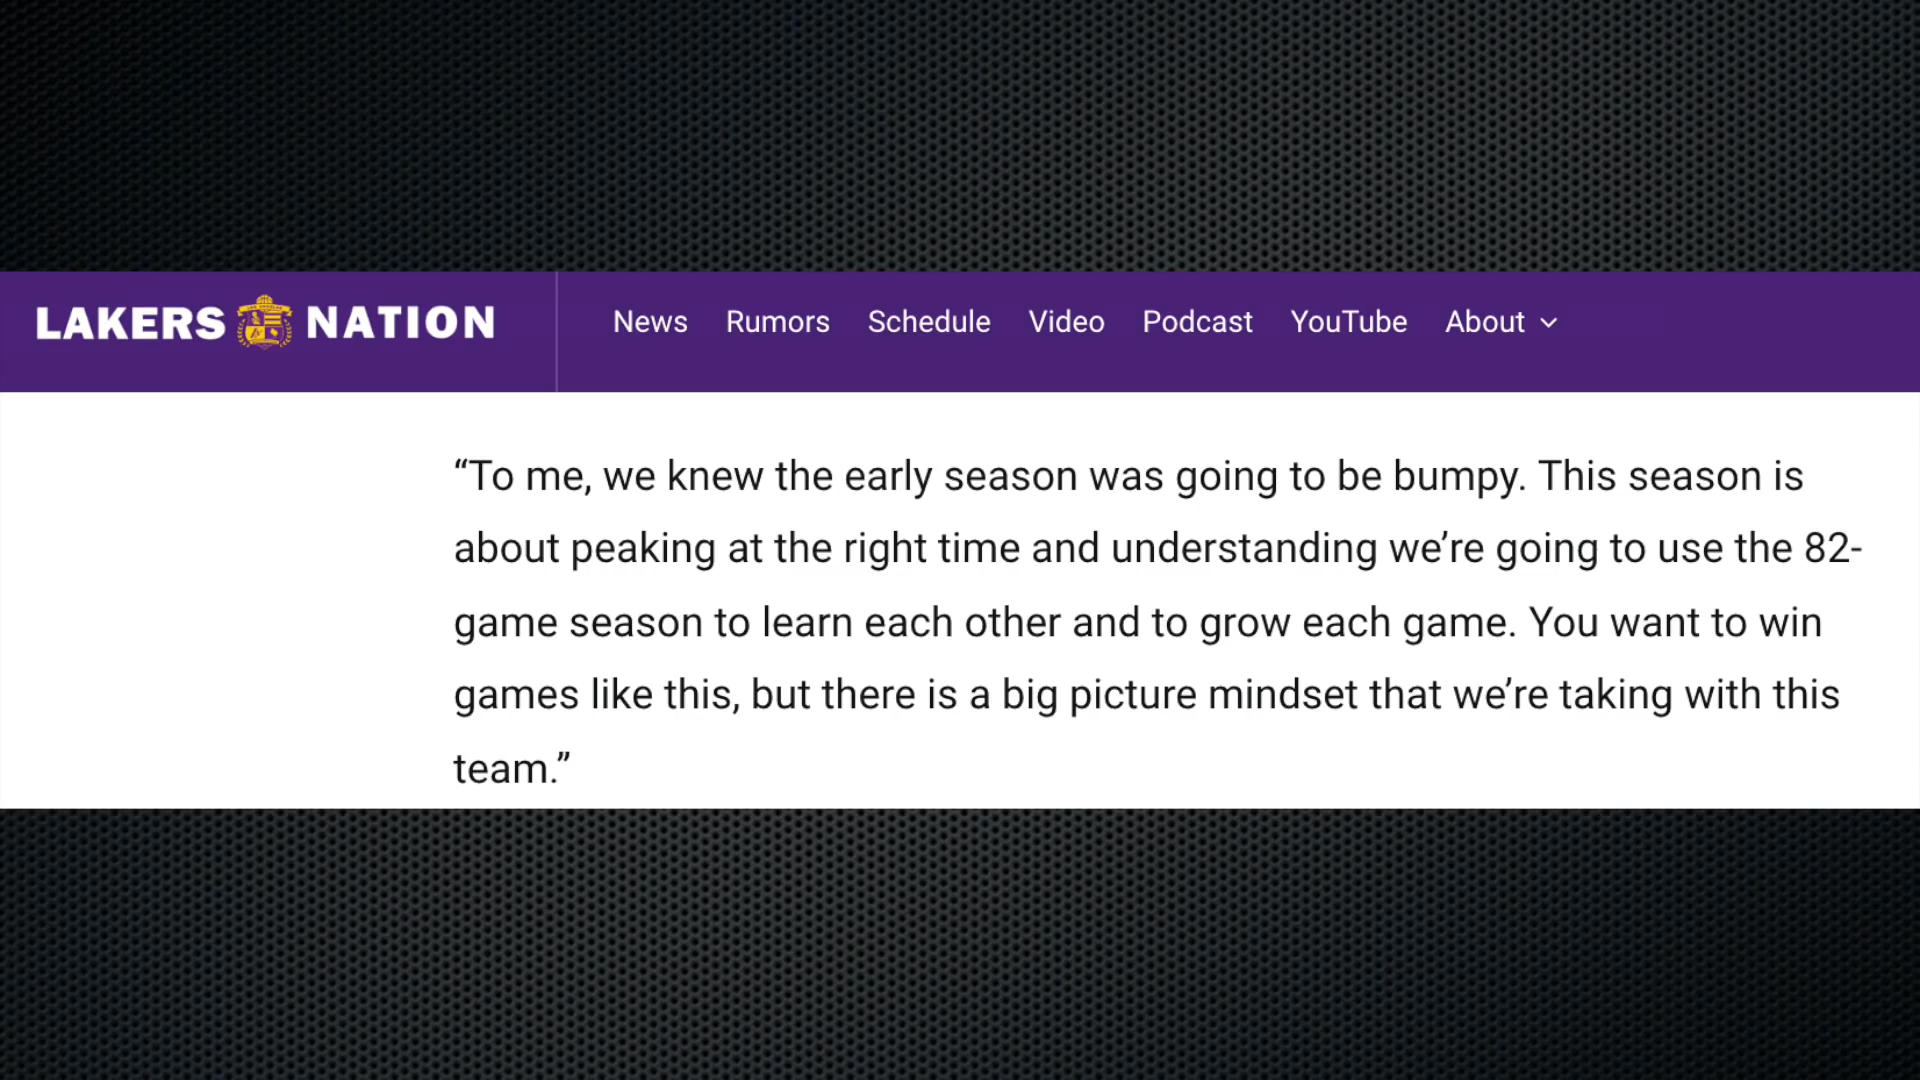 LAKERS NATION News Rumors Schedule Video Podcast YouTube About
“To me, we knew the early season was going to be bumpy. This season is
about peaking at the right time and understanding we’re going to use the 82-
game season to learn each other and to grow each game. You want to win
games like this, but there is a big picture mindset that we’re taking with this
team.”